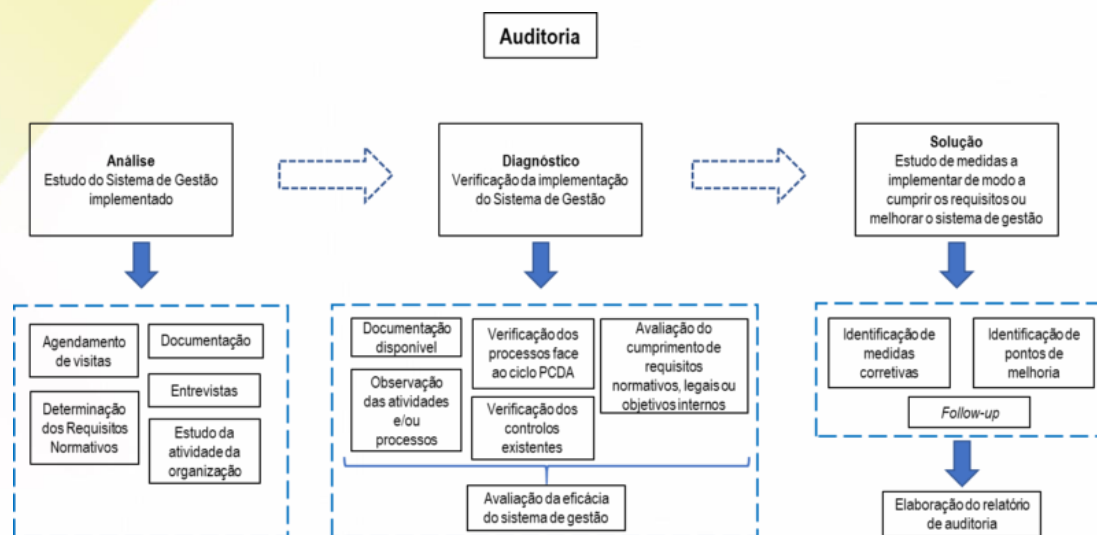 Auditoria
Análise
Estudo do Sistema de Gestão
implementado
Diagnóstico
Verificação da implementação
do Sistema de Gestão
Solução
Estudo de medidas a
implementar de modo a
cumprir os requisitos ou
melhorar o sistema de gestão
Agendamento
de visitas
Documentação
Entrevistas
Determinação
dos Requisitos
Normativos
Estudo da
atividade da
organização
Documentação
disponível
Verificação dos
processos face
ao ciclo PCDA
Avaliação do
cumprimento de
requisitos
normativos, legais ou
objetivos internos
Observação
das atividades
e/ou
processos
Verificação dos
controlos
existentes
Avaliação da eficácia
do sistema de gestão
Identificação de
medidas
corretivas
Identificação de
pontos de
melhoria
Follow-up
Elaboração do relatório
de auditoria